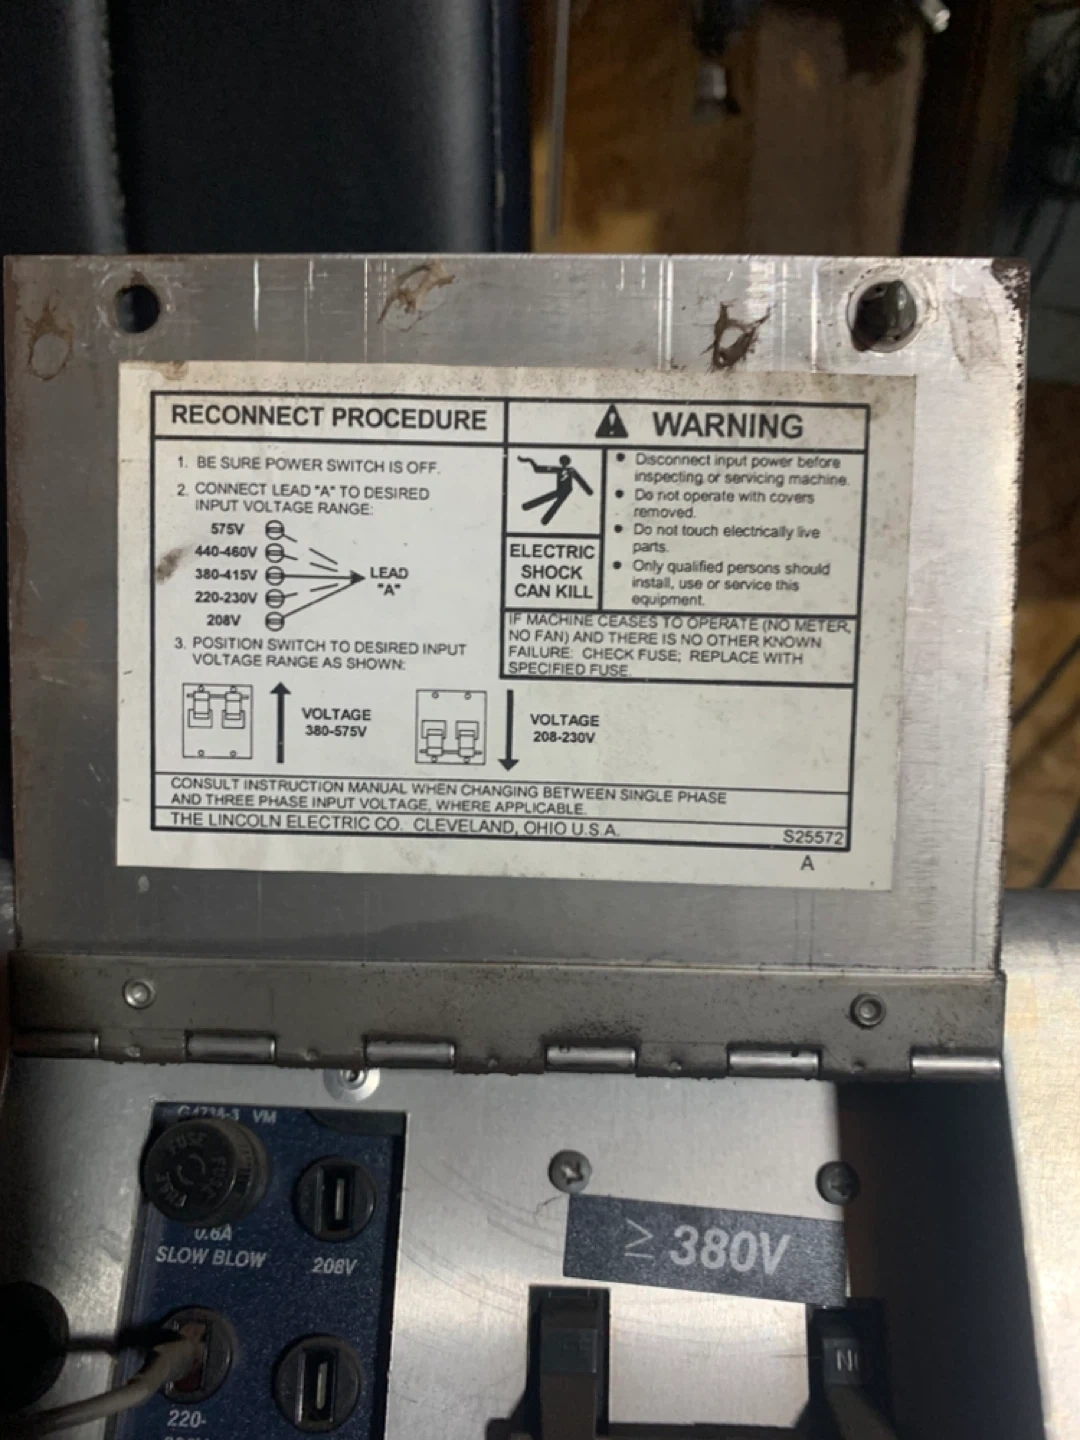 RECONNECT PROCEDURE
1. BE SURE POWER SWITCH IS OFF.
2. CONNECT LEAD "A" TO DESIRED
INPUT VOLTAGE RANGE:
575V
440-460V
380-415V
220-230V
208V
LEAD
"A"
3. POSITION SWITCH TO DESIRED INPUT
VOLTAGE RANGE AS SHOWN:
VOLTAGE
380-575V
VOLTAGE
208-230V
WARNING
ELECTRIC
SHOCK
CAN KILL
• Disconnect input power before
inspecting or servicing machine.
• Do not operate with covers
removed.
• Do not touch electrically live
parts.
• Only qualified persons should
install, use or service this
equipment.
IF MACHINE CEASES TO OPERATE (NO METER,
NO FAN) AND THERE IS NO OTHER KNOWN
FAILURE: CHECK FUSE; REPLACE WITH
SPECIFIED FUSE.
CONSULT INSTRUCTION MANUAL WHEN CHANGING BETWEEN SINGLE PHASE
AND THREE PHASE INPUT VOLTAGE, WHERE APPLICABLE.
THE LINCOLN ELECTRIC CO. CLEVELAND, OHIO U.S.A.
S25572
A
G4734-3 VM
FUSE
FUSE
0.6A
SLOW BLOW
208V
≥ 380V
220-